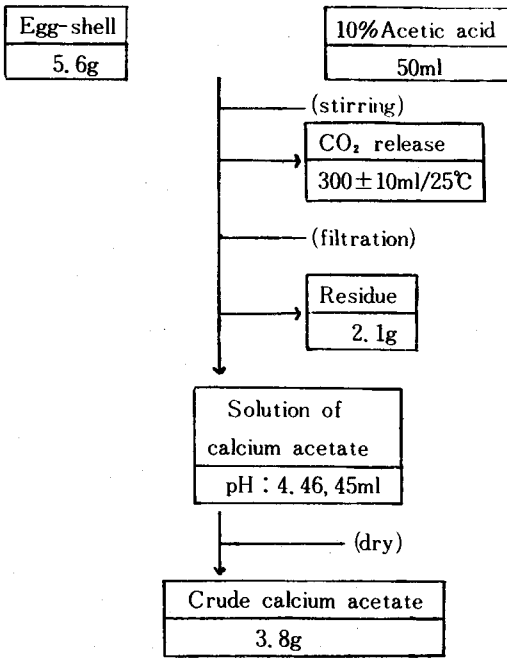 Egg-shell
5.6g
10%Acetic acid
50ml
(stirring)
CO₂ release
300±10ml/25℃
(filtration)
Residue
2.1g
Solution of
calcium acetate
pH：4.46,45ml
(dry)
Crude calcium acetate
3.8g